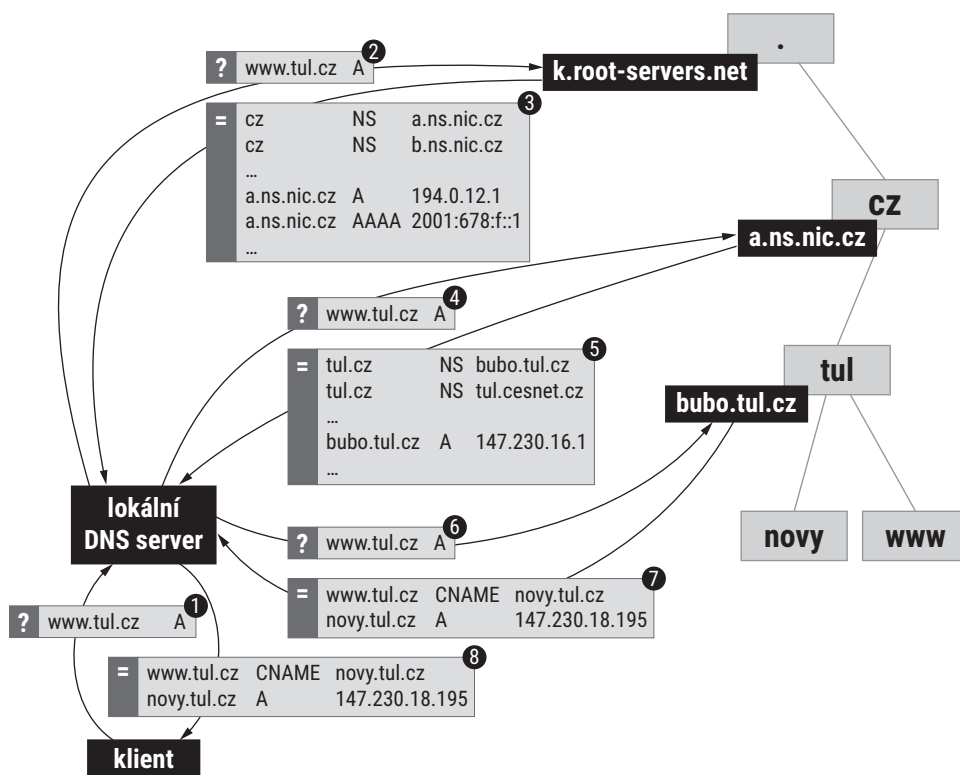 .
? www.tul.cz A 2
k.root-servers.net
= cz NS a.ns.nic.cz 3
cz NS b.ns.nic.cz
…
a.ns.nic.cz A 194.0.12.1
a.ns.nic.cz AAAA 2001:678:f::1
…
cz
a.ns.nic.cz
? www.tul.cz A 4
= tul.cz NS bubo.tul.cz 5
tul.cz NS tul.cesnet.cz
…
bubo.tul.cz A 147.230.16.1
…
tul
bubo.tul.cz
lokální
DNS server
? www.tul.cz A 6
novy www
= www.tul.cz CNAME novy.tul.cz 7
novy.tul.cz A 147.230.18.195
? www.tul.cz A 1
= www.tul.cz CNAME novy.tul.cz 8
novy.tul.cz A 147.230.18.195
klient